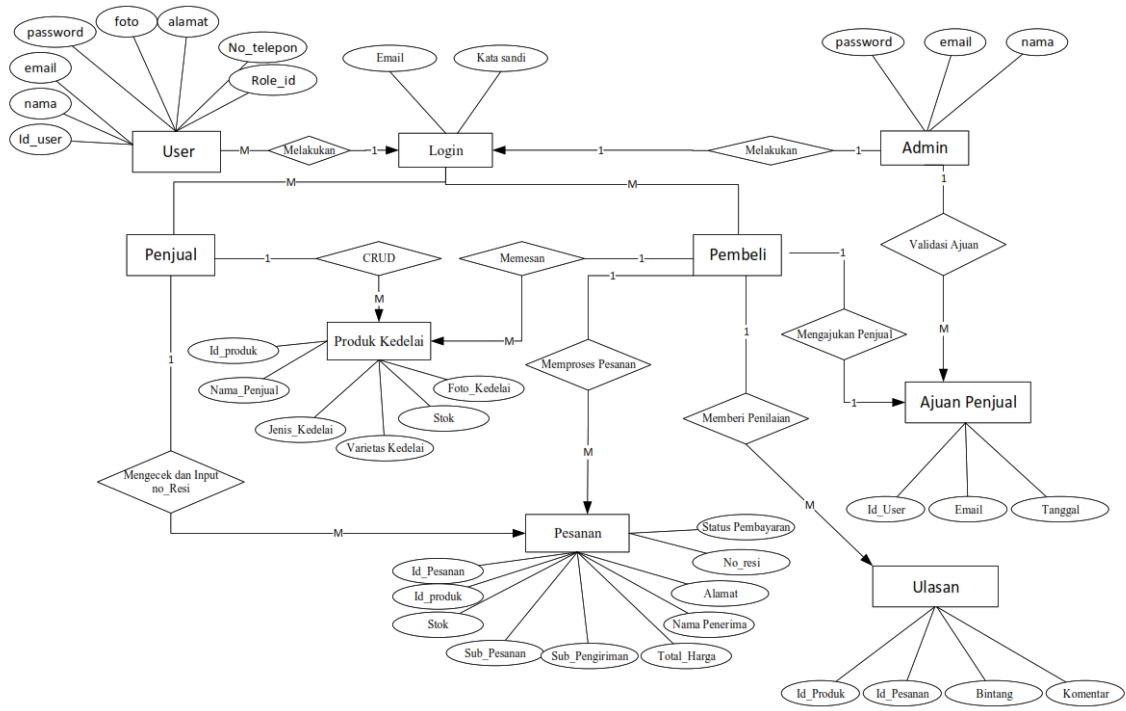 foto
alamat
password
No_telepon
email
Role_id
nama
Id_user
User
M
Melakukan
1
Email
Kata sandi
Login
1
Melakukan
1
password
email
nama
Admin
M
M
1
Penjual
1
CRUD
Memesan
1
Pembeli
1
Validasi Ajuan
1
M
M
Produk Kedelai
M
Id_produk
Nama_Penjual
Jenis_Kedelai
Varietas Kedelai
Stok
Foto_Kedelai
1
Memproses Pesanan
1
Mengajukan Penjual
M
1
Ajuan Penjual
Memberi Penilaian
1
Mengecek dan Input
no_Resi
M
M
M
Id_User
Email
Tanggal
Pesanan
Status Pembayaran
No_resi
Id_Pesanan
Id_produk
Stok
Sub_Pesanan
Sub_Pengiriman
Total_Harga
Nama Penerima
Alamat
Ulasan
Id_Produk
Id_Pesanan
Bintang
Komentar